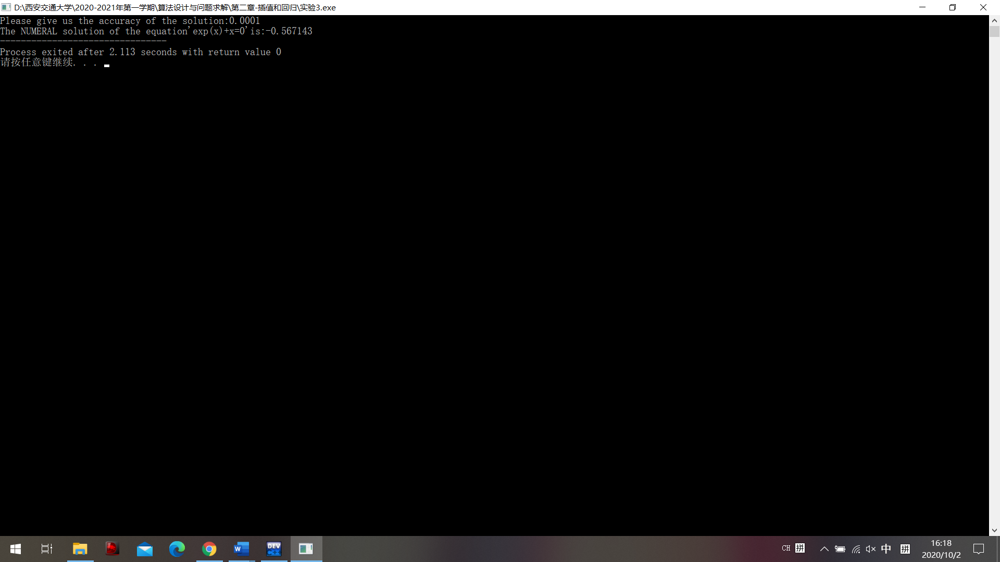 D:\西安交通大学\2020-2021年第一学期\算法设计与问题求解\第二章-插值和回归\实验3.exe
Please give us the accuracy of the solution:0.0001
The NUMERAL solution of the equation'exp(x)+x=0'is:-0.567143
--------------------------------
Process exited after 2.113 seconds with return value 0
请按任意键继续. . .
W
DEV
C++
CH 拼
中
拼
16:18
2020/10/2